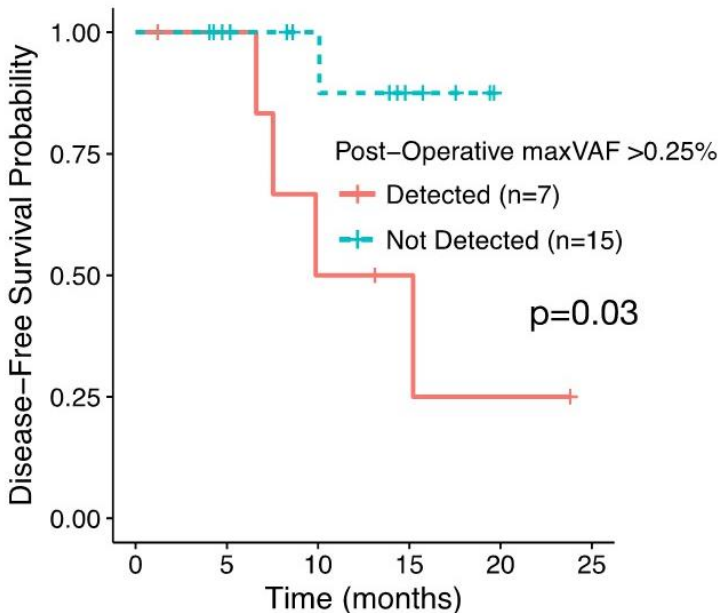 Disease−Free Survival Probability
1.00
0.75
0.50
0.25
0.00
Post−Operative maxVAF >0.25%
Detected (n=7)
Not Detected (n=15)
p=0.03
0 5 10 15 20 25
Time (months)